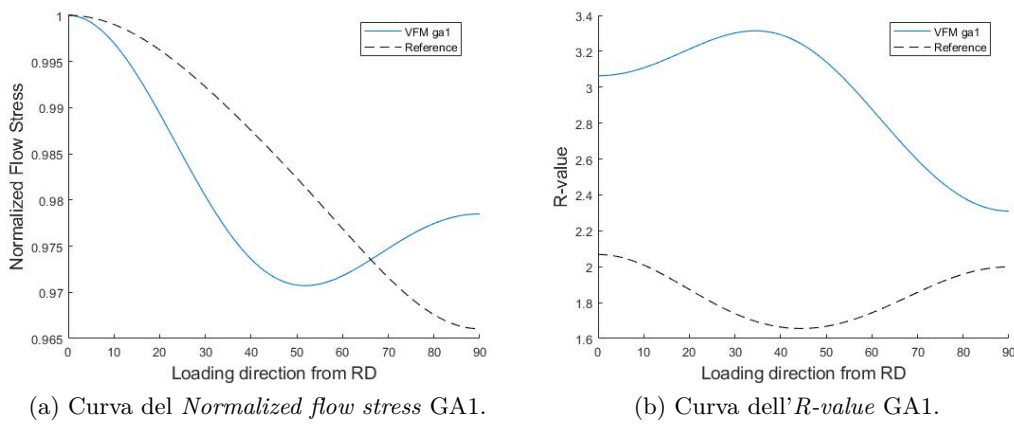 1
0.995
0.99
0.985
0.98
0.975
0.97
0.965
Normalized Flow Stress
0 10 20 30 40 50 60 70 80 90
Loading direction from RD
VFM ga1
Reference
(a) Curva del Normalized flow stress GA1.
3.4
3.2
3
2.8
2.6
2.4
2.2
2
1.8
1.6
R-value
0 10 20 30 40 50 60 70 80 90
Loading direction from RD
VFM ga1
Reference
(b) Curva dell'R-value GA1.